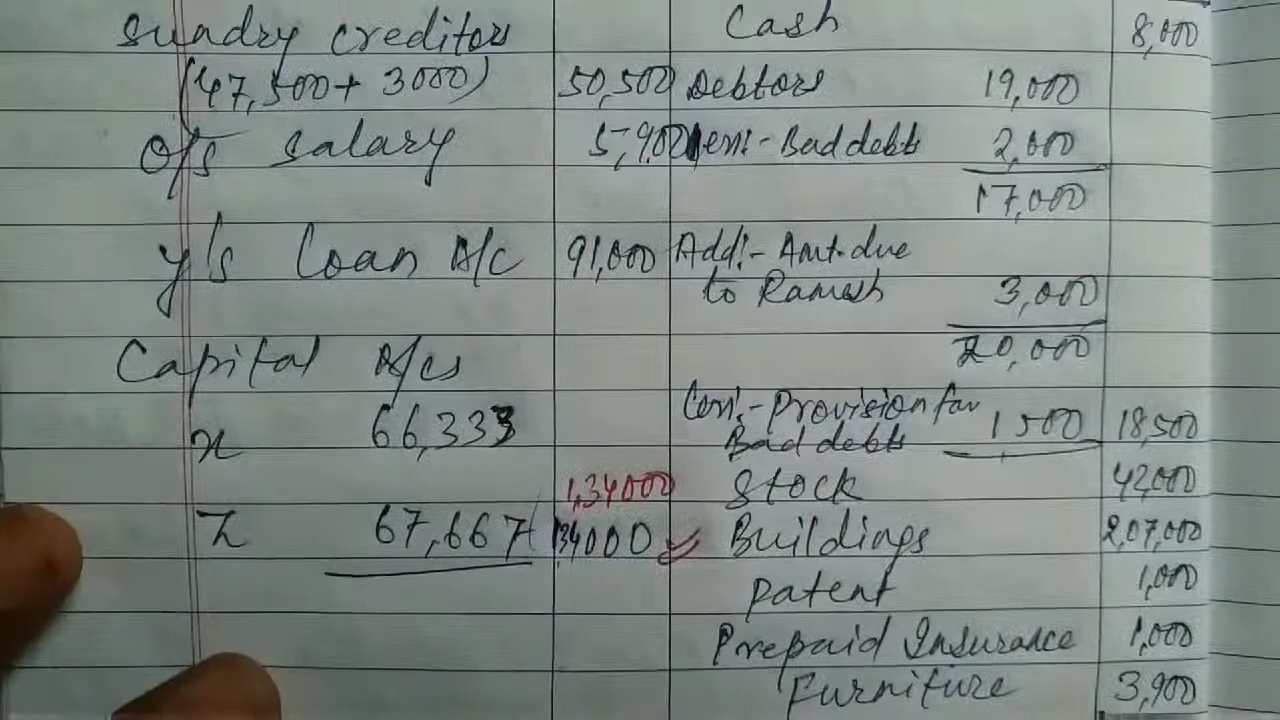 Sundry Creditors
(47,500+ 3000) 50,500
O/s Salary 5,900
y's Loan A/c 91,000
Capital A/cs
x 66,333
1,34000
z 67,667 134000
Cash 8,000
Debtors 19,000
Less:- Bad debts 2,000
17,000
Add:- Amt. due
to Ramesh 3,000
20,000
Less:- Provision for
Bad debts 1500 18,500
Stock 42,000
Buildings 2,07,000
Patent 1,000
Prepaid Insurance 1,000
Furniture 3,900